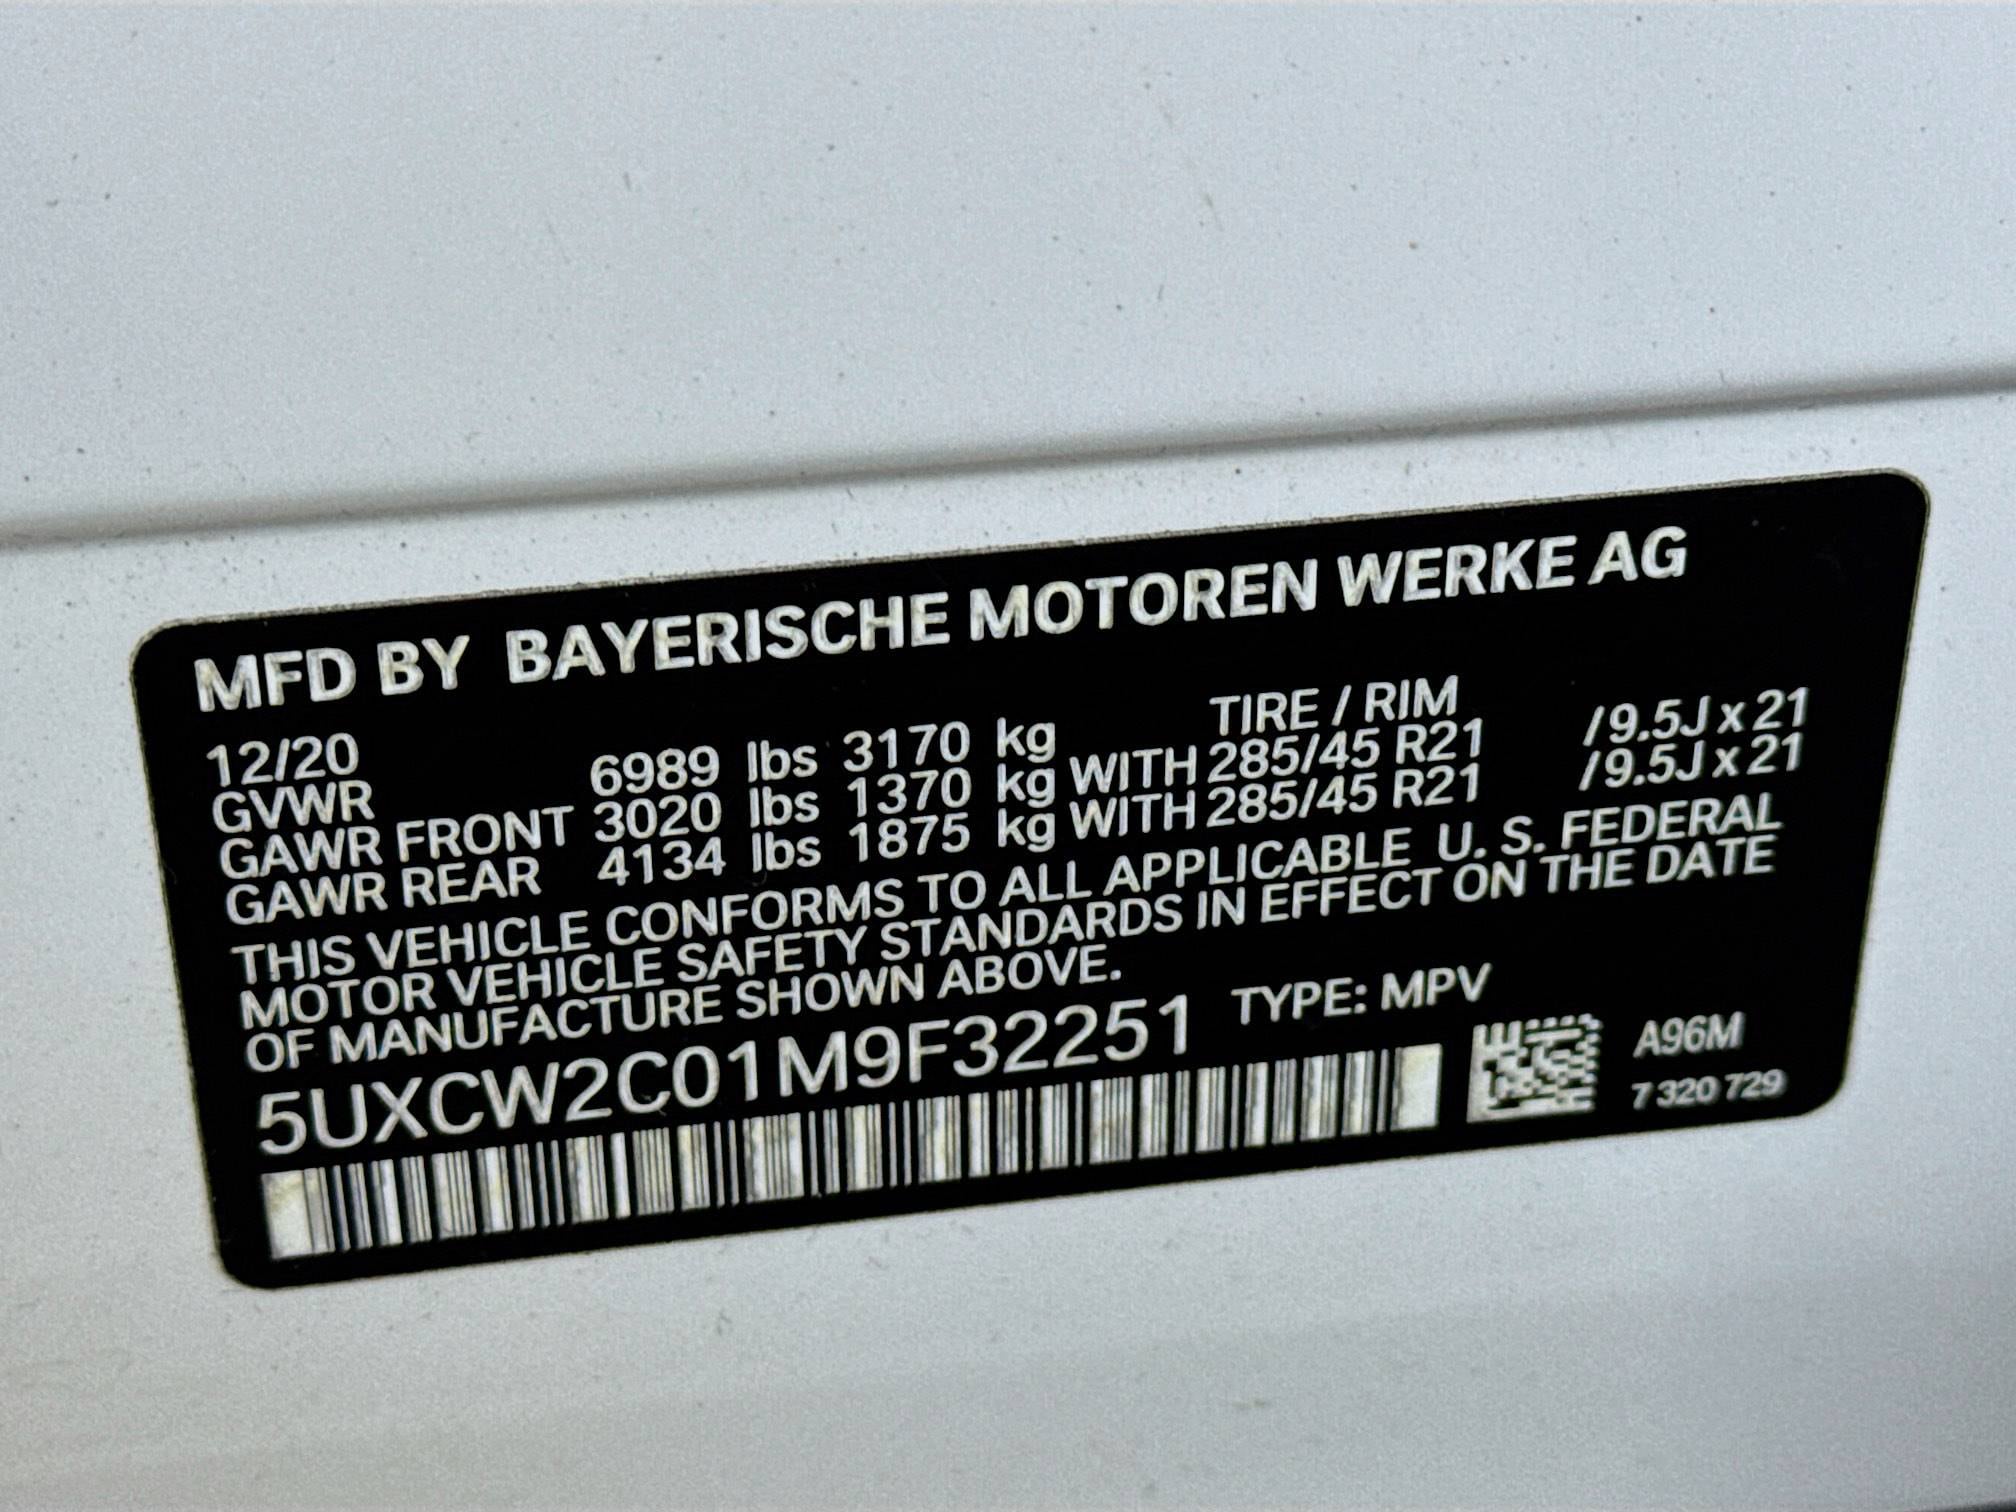 MFD BY BAYERISCHE MOTOREN WERKE AG
12/20 TIRE / RIM
GVWR 6989 lbs 3170 kg
GAWR FRONT 3020 lbs 1370 kg WITH 285/45 R21 /9.5J x 21
GAWR REAR 4134 lbs 1875 kg WITH 285/45 R21 /9.5J x 21
THIS VEHICLE CONFORMS TO ALL APPLICABLE U. S. FEDERAL
MOTOR VEHICLE SAFETY STANDARDS IN EFFECT ON THE DATE
OF MANUFACTURE SHOWN ABOVE.
5UXCW2C01M9F32251 TYPE: MPV
A96M
7 320 729